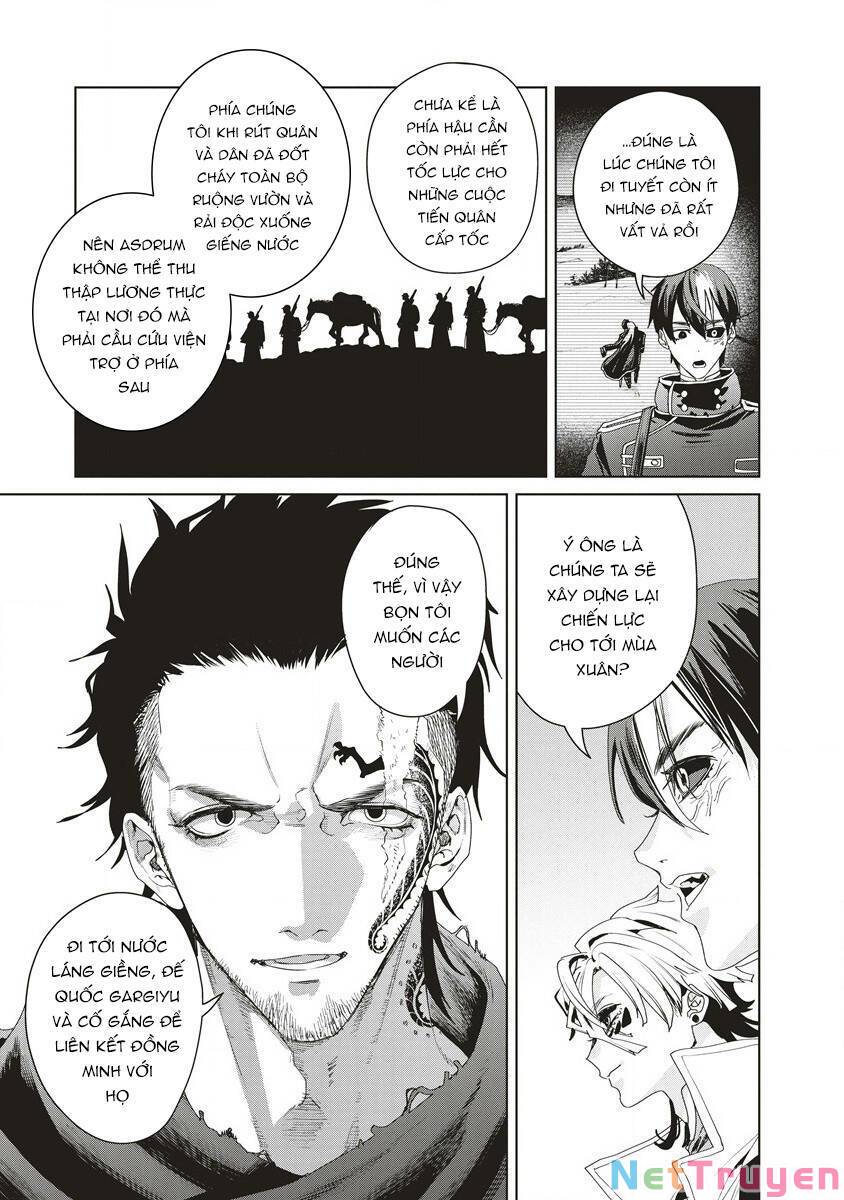 ...ĐÚNG LÀ
LÚC CHÚNG TÔI
ĐI TUYẾT CÒN ÍT
NHƯNG ĐÃ RẤT
VẤT VẢ RỒI!
CHƯA KỂ LÀ
PHÍA HẬU CẦN
CÒN PHẢI HẾT
TỐC LỰC CHO
NHỮNG CUỘC
TIẾN QUÂN
CẤP TỐC
PHÍA CHÚNG
TÔI KHI RÚT QUÂN
VÀ DÂN ĐÃ ĐỐT
CHÁY TOÀN BỘ
RUỘNG VƯỜN VÀ
RẢI ĐỘC XUỐNG
GIẾNG NƯỚC
NÊN ASDRUM
KHÔNG THỂ THU
THẬP LƯƠNG THỰC
TẠI NƠI ĐÓ MÀ
PHẢI CẦU CỨU VIỆN
TRỢ Ở PHÍA
SAU
Ý ÔNG LÀ
CHÚNG TA SẼ
XÂY DỰNG LẠI
CHIẾN LỰC
CHO TỚI MÙA
XUÂN?
ĐÚNG
THẾ, VÌ VẬY
BỌN TÔI
MUỐN CÁC
NGƯỜI
ĐI TỚI NƯỚC
LÁNG GIỀNG, ĐẾ
QUỐC GARGIYU
VÀ CỐ GẮNG ĐỂ
LIÊN KẾT ĐỒNG
MINH VỚI
HỌ
NetTruyen